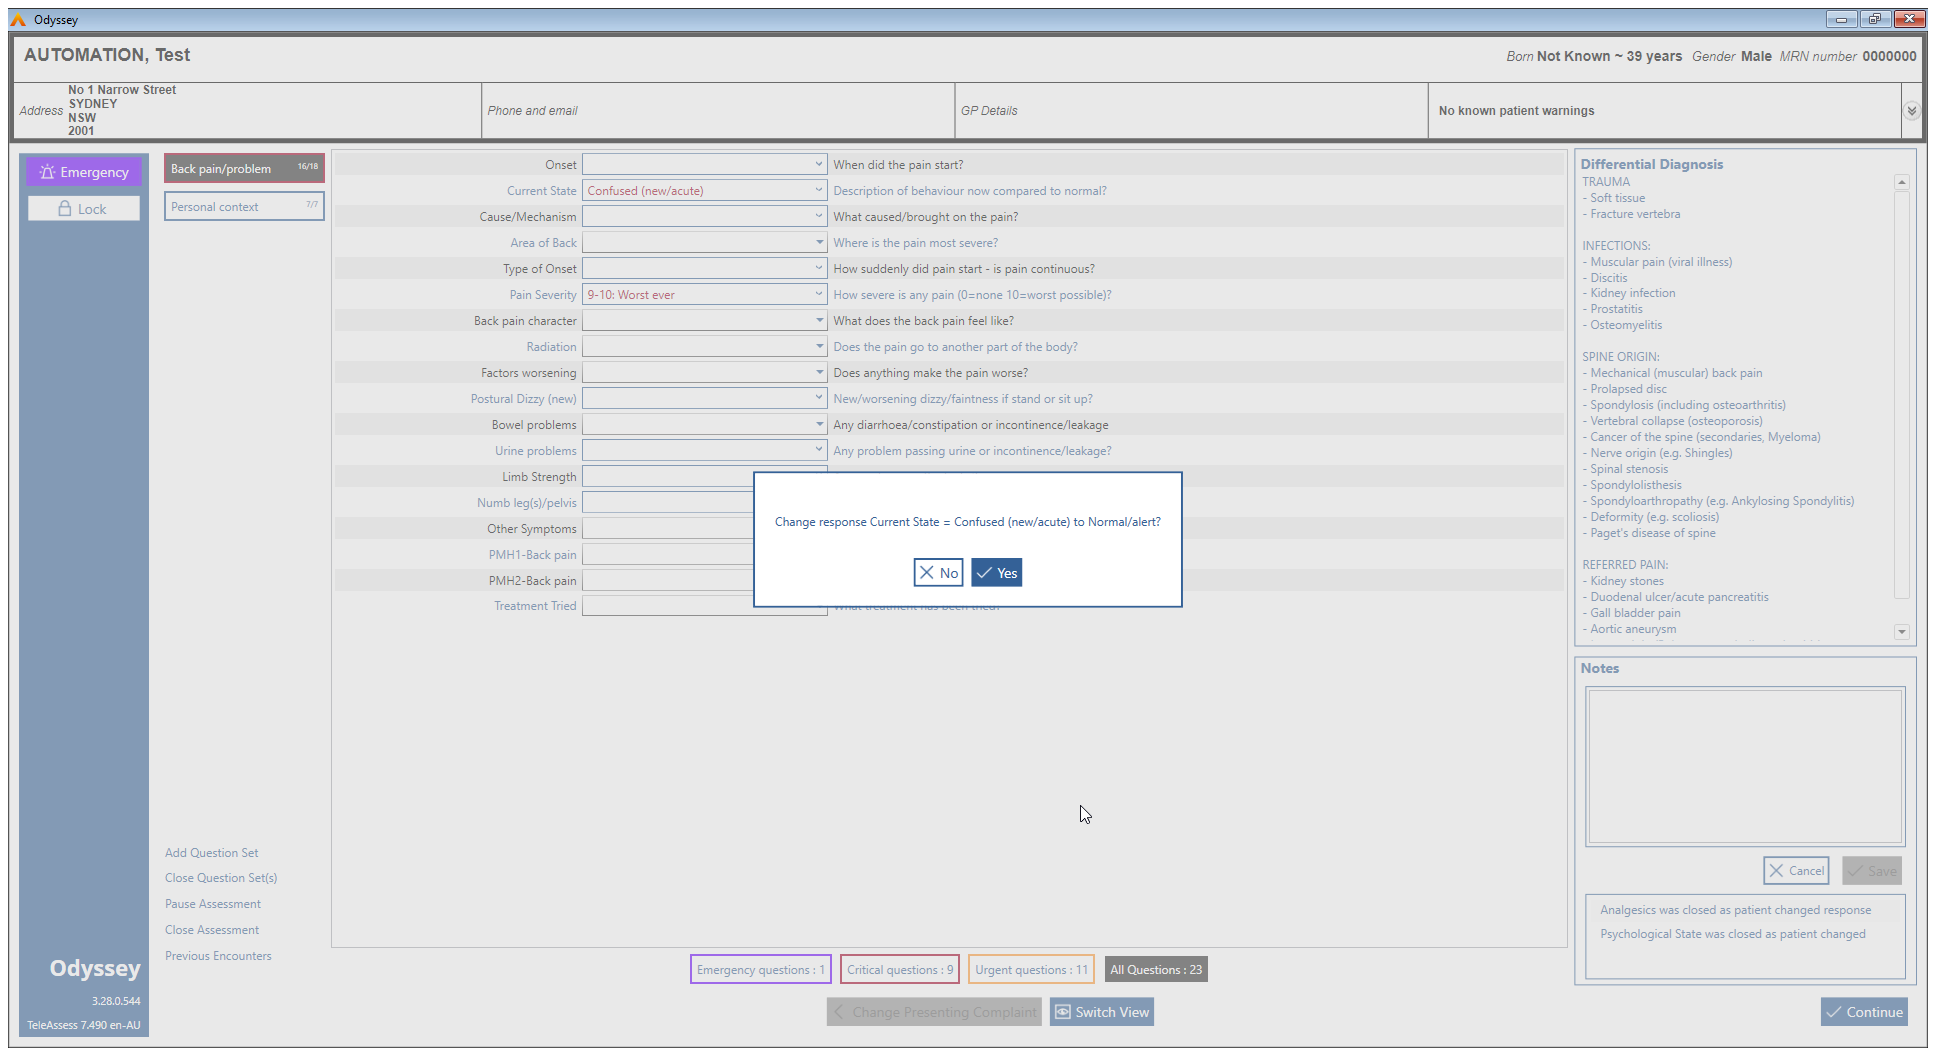 Odyssey
AUTOMATION, Test
Born Not Known ~ 39 years Gender Male MRN number 0000000
Address
No 1 Narrow Street
SYDNEY
NSW
2001
Phone and email
GP Details
No known patient warnings
Emergency
Lock
Back pain/problem 16/18
Personal context 7/7
Onset When did the pain start?
Current State Confused (new/acute) Description of behaviour now compared to normal?
Cause/Mechanism What caused/brought on the pain?
Area of Back Where is the pain most severe?
Type of Onset How suddenly did pain start - is pain continuous?
Pain Severity 9-10: Worst ever How severe is any pain (0=none 10=worst possible)?
Back pain character What does the back pain feel like?
Radiation Does the pain go to another part of the body?
Factors worsening Does anything make the pain worse?
Postural Dizzy (new) New/worsening dizzy/faintness if stand or sit up?
Bowel problems Any diarrhoea/constipation or incontinence/leakage
Urine problems Any problem passing urine or incontinence/leakage?
Limb Strength
Numb leg(s)/pelvis
Other Symptoms
PMH1-Back pain
PMH2-Back pain
Treatment Tried What treatment has been tried?
Change response Current State = Confused (new/acute) to Normal/alert?
No
Yes
Differential Diagnosis
TRAUMA
- Soft tissue
- Fracture vertebra
INFECTIONS:
- Muscular pain (viral illness)
- Discitis
- Kidney infection
- Prostatitis
- Osteomyelitis
SPINE ORIGIN:
- Mechanical (muscular) back pain
- Prolapsed disc
- Spondylosis (including osteoarthritis)
- Vertebral collapse (osteoporosis)
- Cancer of the spine (secondaries, Myeloma)
- Nerve origin (e.g. Shingles)
- Spinal stenosis
- Spondylolisthesis
- Spondyloarthropathy (e.g. Ankylosing Spondylitis)
- Deformity (e.g. scoliosis)
- Paget's disease of spine
REFERRED PAIN:
- Kidney stones
- Duodenal ulcer/acute pancreatitis
- Gall bladder pain
- Aortic aneurysm
Notes
Cancel
Save
Analgesics was closed as patient changed response
Psychological State was closed as patient changed
Add Question Set
Close Question Set(s)
Pause Assessment
Close Assessment
Previous Encounters
Odyssey
3.28.0.544
TeleAssess 7.490 en-AU
Emergency questions : 1
Critical questions : 9
Urgent questions : 11
All Questions : 23
Change Presenting Complaint
Switch View
Continue